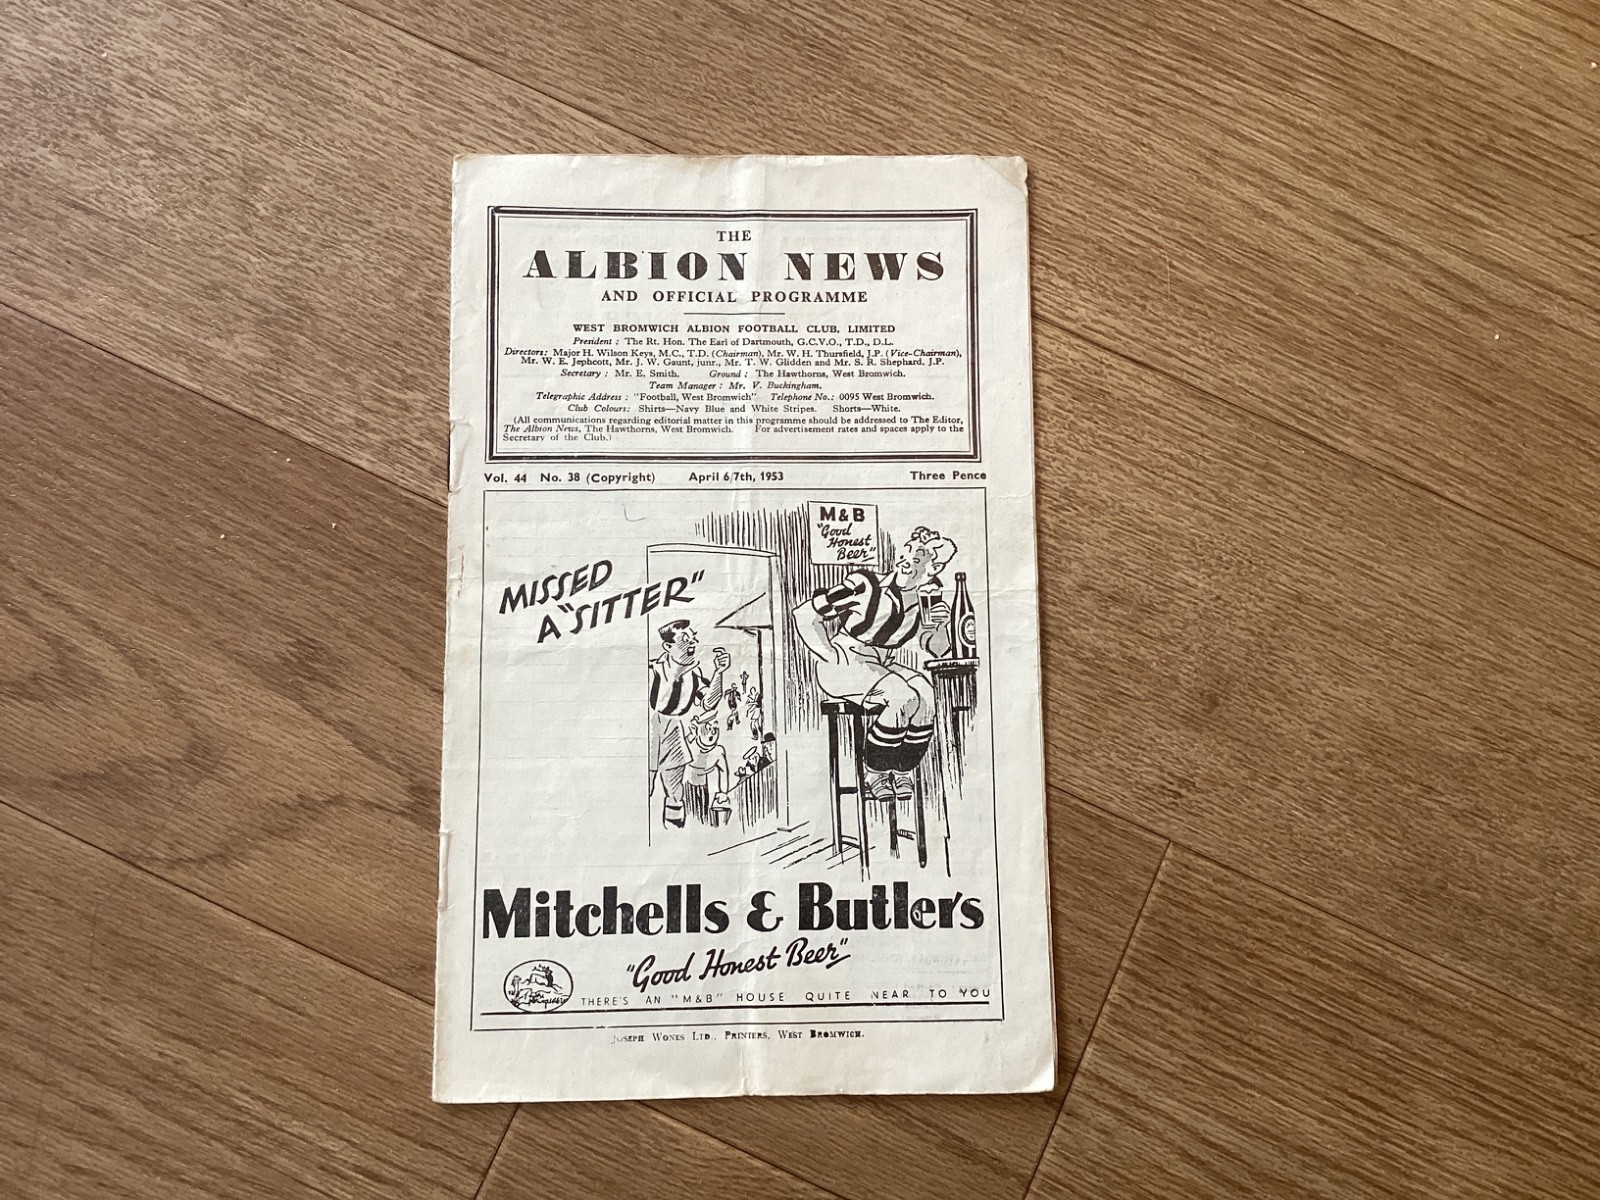 THE
ALBION NEWS
AND OFFICIAL PROGRAMME
WEST BROMWICH ALBION FOOTBALL CLUB, LIMITED
President : The Rt. Hon. The Earl of Dartmouth, G.C.V.O., T.D., D.L.
Directors: Major H. Wilson Keys, M.C., T.D. (Chairman), Mr. W. H. Thursfield, J.P. (Vice-Chairman),
Mr. W. E. Jephcott, Mr. J. W. Gaunt, junr., Mr. T. W. Glidden and Mr. S. R. Shephard, J.P.
Secretary : Mr. E. Smith. Ground : The Hawthorns, West Bromwich.
Team Manager : Mr. V. Buckingham.
Telegraphic Address : "Football, West Bromwich" Telephone No.: 0095 West Bromwich.
Club Colours: Shirts—Navy Blue and White Stripes. Shorts—White.
(All communications regarding editorial matter in this programme should be addressed to The Editor,
The Albion News, The Hawthorns, West Bromwich. For advertisement rates and spaces apply to the
Secretary of the Club.)
Vol. 44 No. 38 (Copyright) April 6/7th, 1953 Three Pence
M & B
"Good
Honest
Beer"
MISSED
A "SITTER"
Mitchells & Butler's
"Good Honest Beer"
THERE'S AN "M&B" HOUSE QUITE NEAR TO YOU
JOSEPH WONES LTD., PRINTERS, WEST BROMWICH.